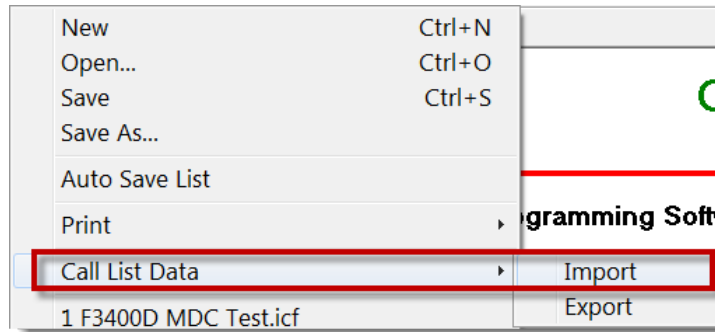 New Ctrl+N
Open... Ctrl+O
Save Ctrl+S
Save As...
Auto Save List
Print
Call List Data
1 F3400D MDC Test.icf
Import
Export